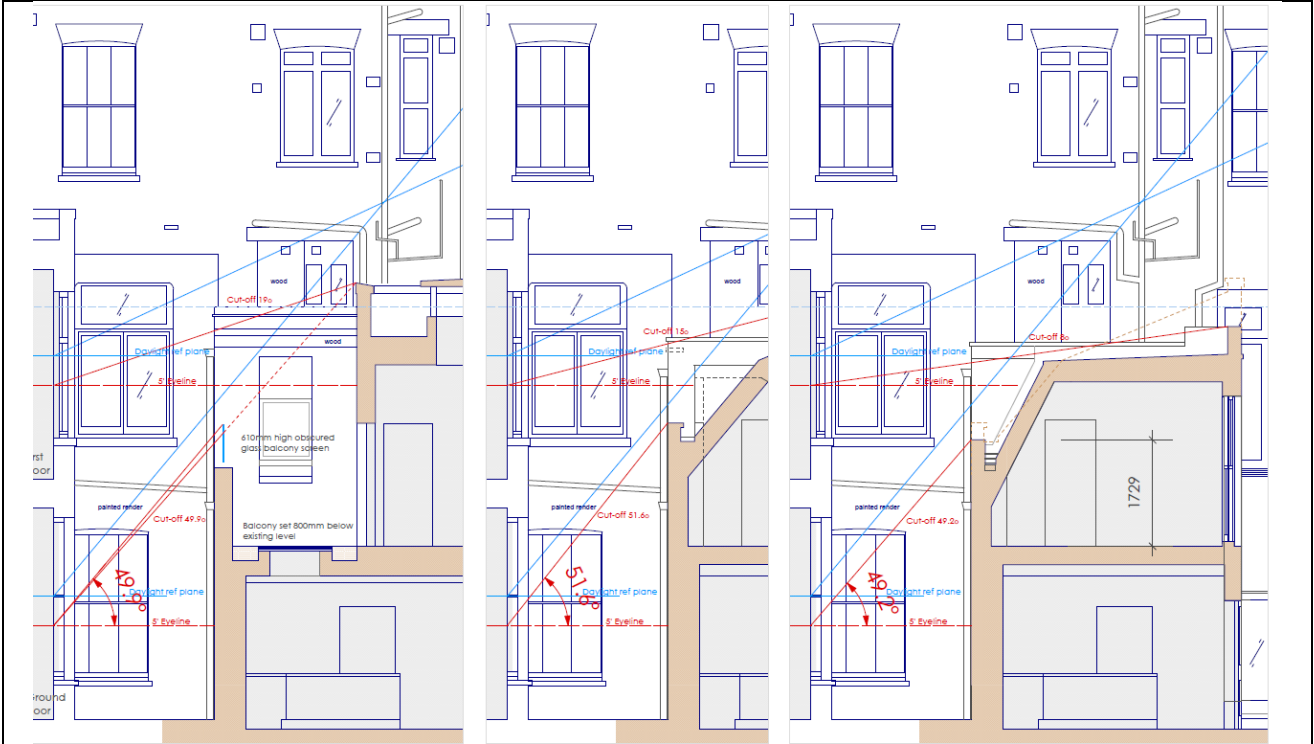 wood
Cut-off 19o
wood
Daylight ref plane
5' Eyeline
610mm high obscured
glass balcony screen
rst
oor
painted render
Cut-off 49.9o
Balcony set 800mm below
existing level
49.9°
Daylight ref plane
5' Eyeline
Ground
oor
wood
Cut-off 15o
Daylight ref plane
5' Eyeline
painted render
Cut-off 51.6o
51.6°
Daylight ref plane
5' Eyeline
wood
Cut-off 8o
Daylight ref plane
5' Eyeline
1729
painted render
Cut-off 49.2o
49.2°
Daylight ref plane
5' Eyeline